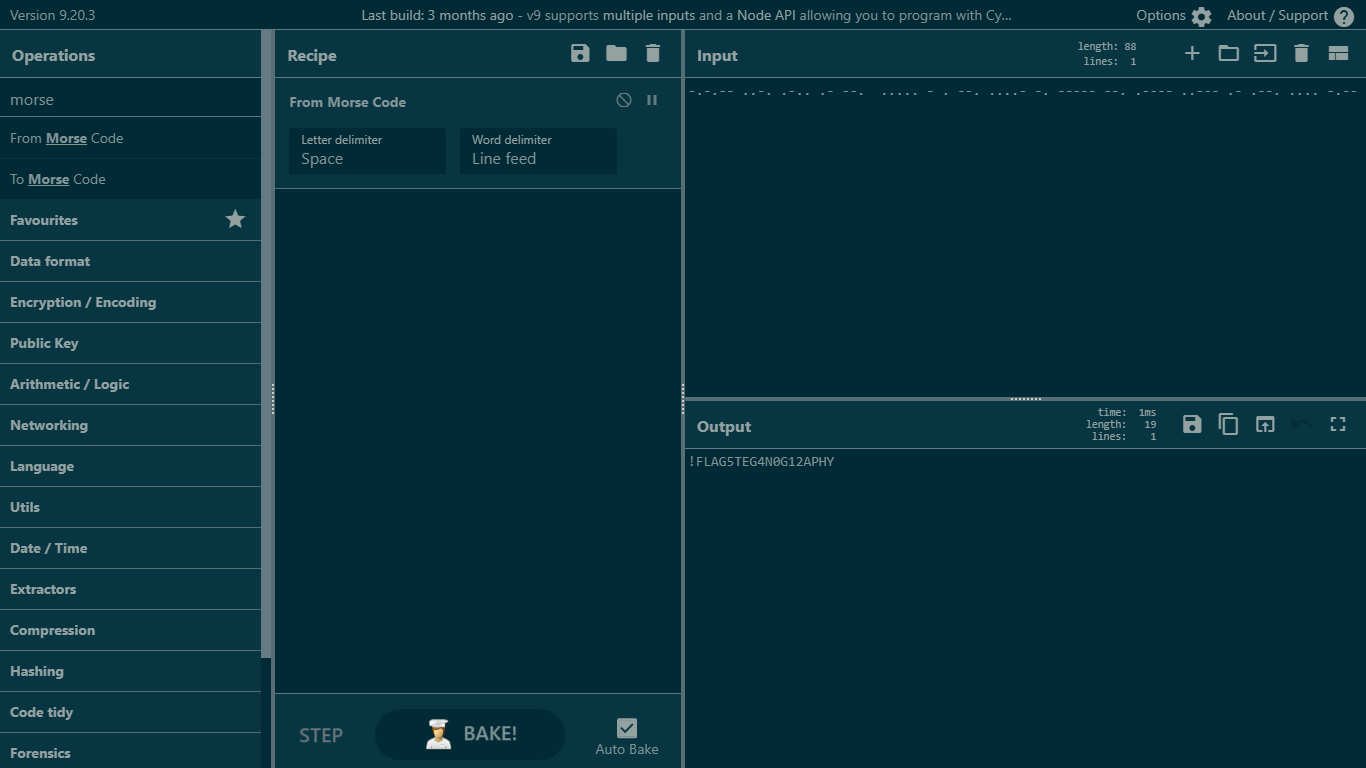 Version 9.20.3
Last build: 3 months ago - v9 supports multiple inputs and a Node API allowing you to program with Cy...
Options
About / Support
Operations
morse
From Morse Code
To Morse Code
Favourites
Data format
Encryption / Encoding
Public Key
Arithmetic / Logic
Networking
Language
Utils
Date / Time
Extractors
Compression
Hashing
Code tidy
Forensics
Recipe
From Morse Code
Letter delimiter
Space
Word delimiter
Line feed
STEP
BAKE!
Auto Bake
Input
length: 88
lines: 1
-.-.-- ..-. .-.. .- --.  ..... - . --. ....- -. ----- --. .---- ..--- .- .--. .... -.--
Output
time: 1ms
length: 19
lines: 1
!FLAG5TEG4N0G12APHY